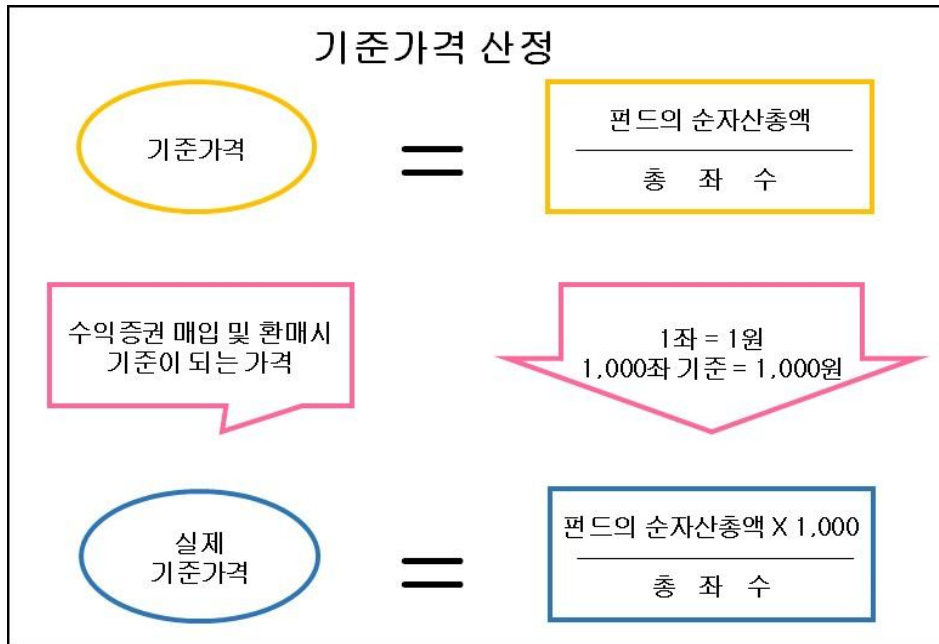 기준가격 산정
기준가격
=
펀드의 순자산총액
총 좌 수
수익증권 매입 및 환매시
기준이 되는 가격
1좌 = 1원
1,000좌 기준 = 1,000원
실제
기준가격
=
펀드의 순자산총액 X 1,000
총 좌 수